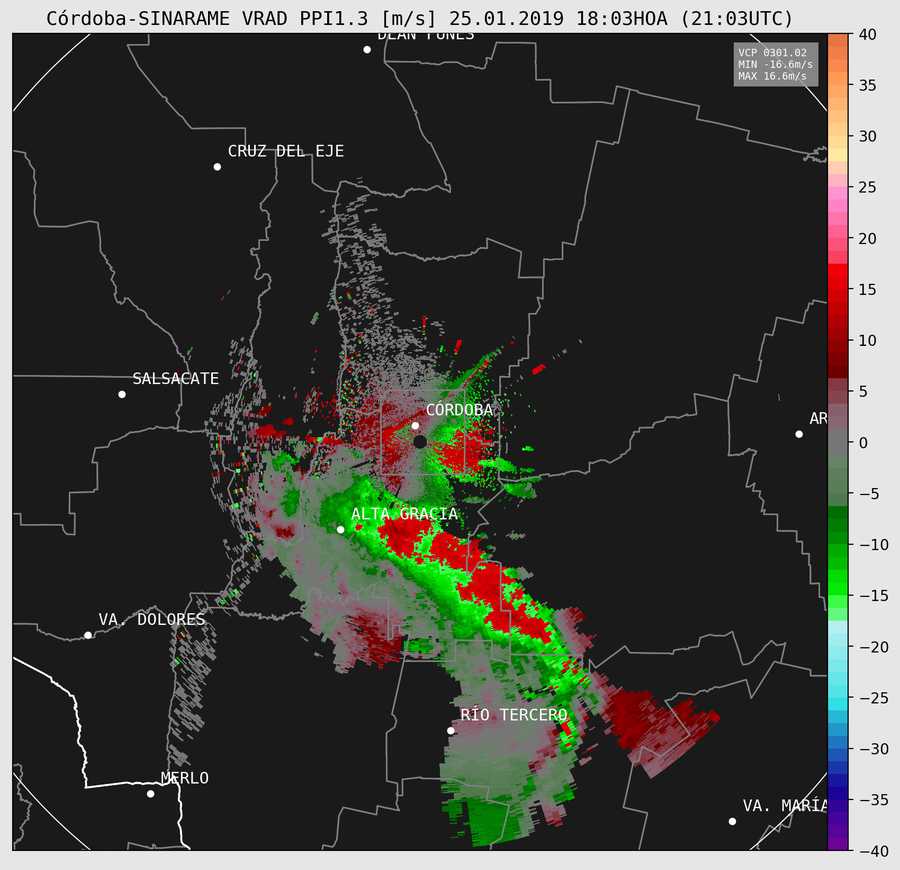 Córdoba-SINARAME VRAD PPI1.3 [m/s] 25.01.2019 18:03HOA (21:03UTC)
DEAN FUNES
VCP 0301.02
MIN -16.6m/s
MAX 16.6m/s
CRUZ DEL EJE
SALSACATE
CÓRDOBA
AR
ALTA GRACIA
VA. DOLORES
RÍO TERCERO
MERLO
VA. MARÍA
40
35
30
25
20
15
10
5
0
−5
−10
−15
−20
−25
−30
−35
−40